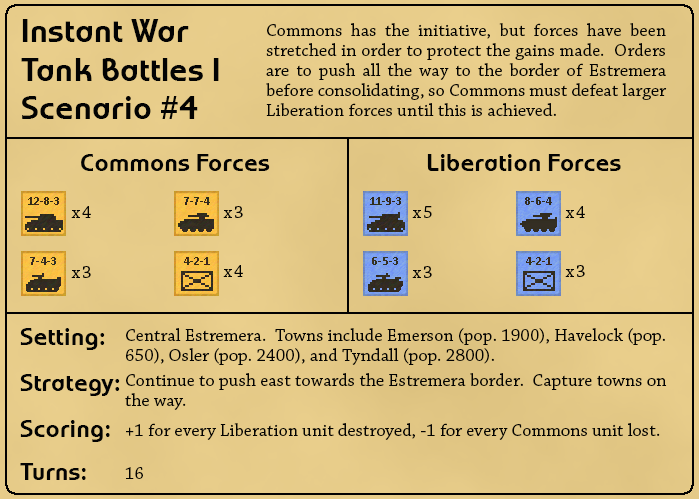 Instant War
Tank Battles I
Scenario #4
Commons has the initiative, but forces have been
stretched in order to protect the gains made. Orders
are to push all the way to the border of Estremera
before consolidating, so Commons must defeat larger
Liberation forces until this is achieved.
Commons Forces
12-8-3 x4
7-7-4 x3
7-4-3 x3
4-2-1 x4
Liberation Forces
11-9-3 x5
8-6-4 x4
6-5-3 x3
4-2-1 x3
Setting: Central Estremera. Towns include Emerson (pop. 1900), Havelock (pop.
650), Osler (pop. 2400), and Tyndall (pop. 2800).
Strategy: Continue to push east towards the Estremera border. Capture towns on
the way.
Scoring: +1 for every Liberation unit destroyed, -1 for every Commons unit lost.
Turns: 16